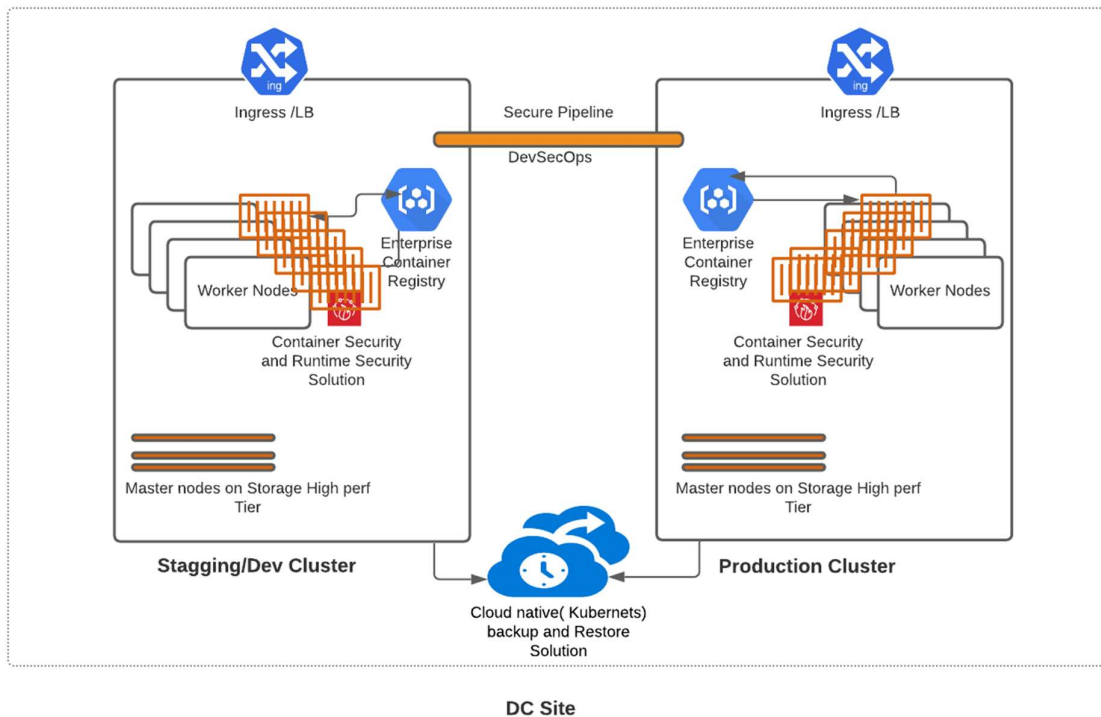 ing
Ingress /LB
ing
Ingress /LB
Secure Pipeline
DevSecOps
Enterprise
Container
Registry
Worker Nodes
Container Security
and Runtime Security
Solution
Enterprise
Container
Registry
Worker Nodes
Container Security
and Runtime Security
Solution
Master nodes on Storage High perf
Tier
Master nodes on Storage High perf
Tier
Stagging/Dev Cluster
Production Cluster
Cloud native( Kubernets)
backup and Restore
Solution
DC Site